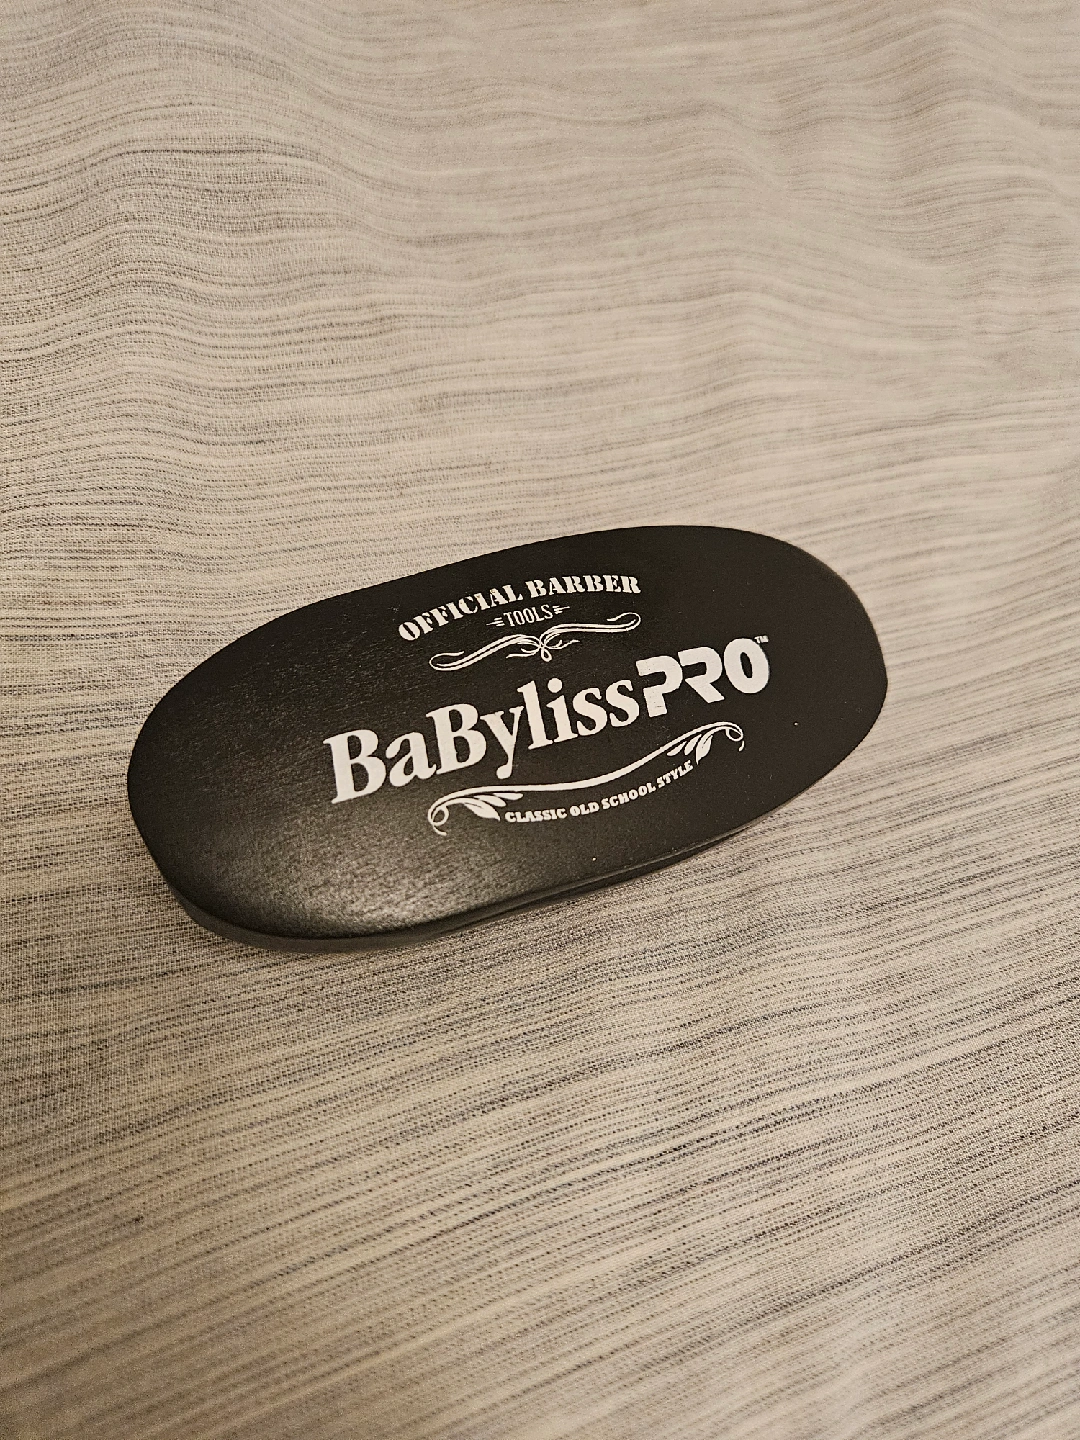 OFFICIAL BARBER
TOOLS
BaBylissPRO™
CLASSIC OLD SCHOOL STYLE